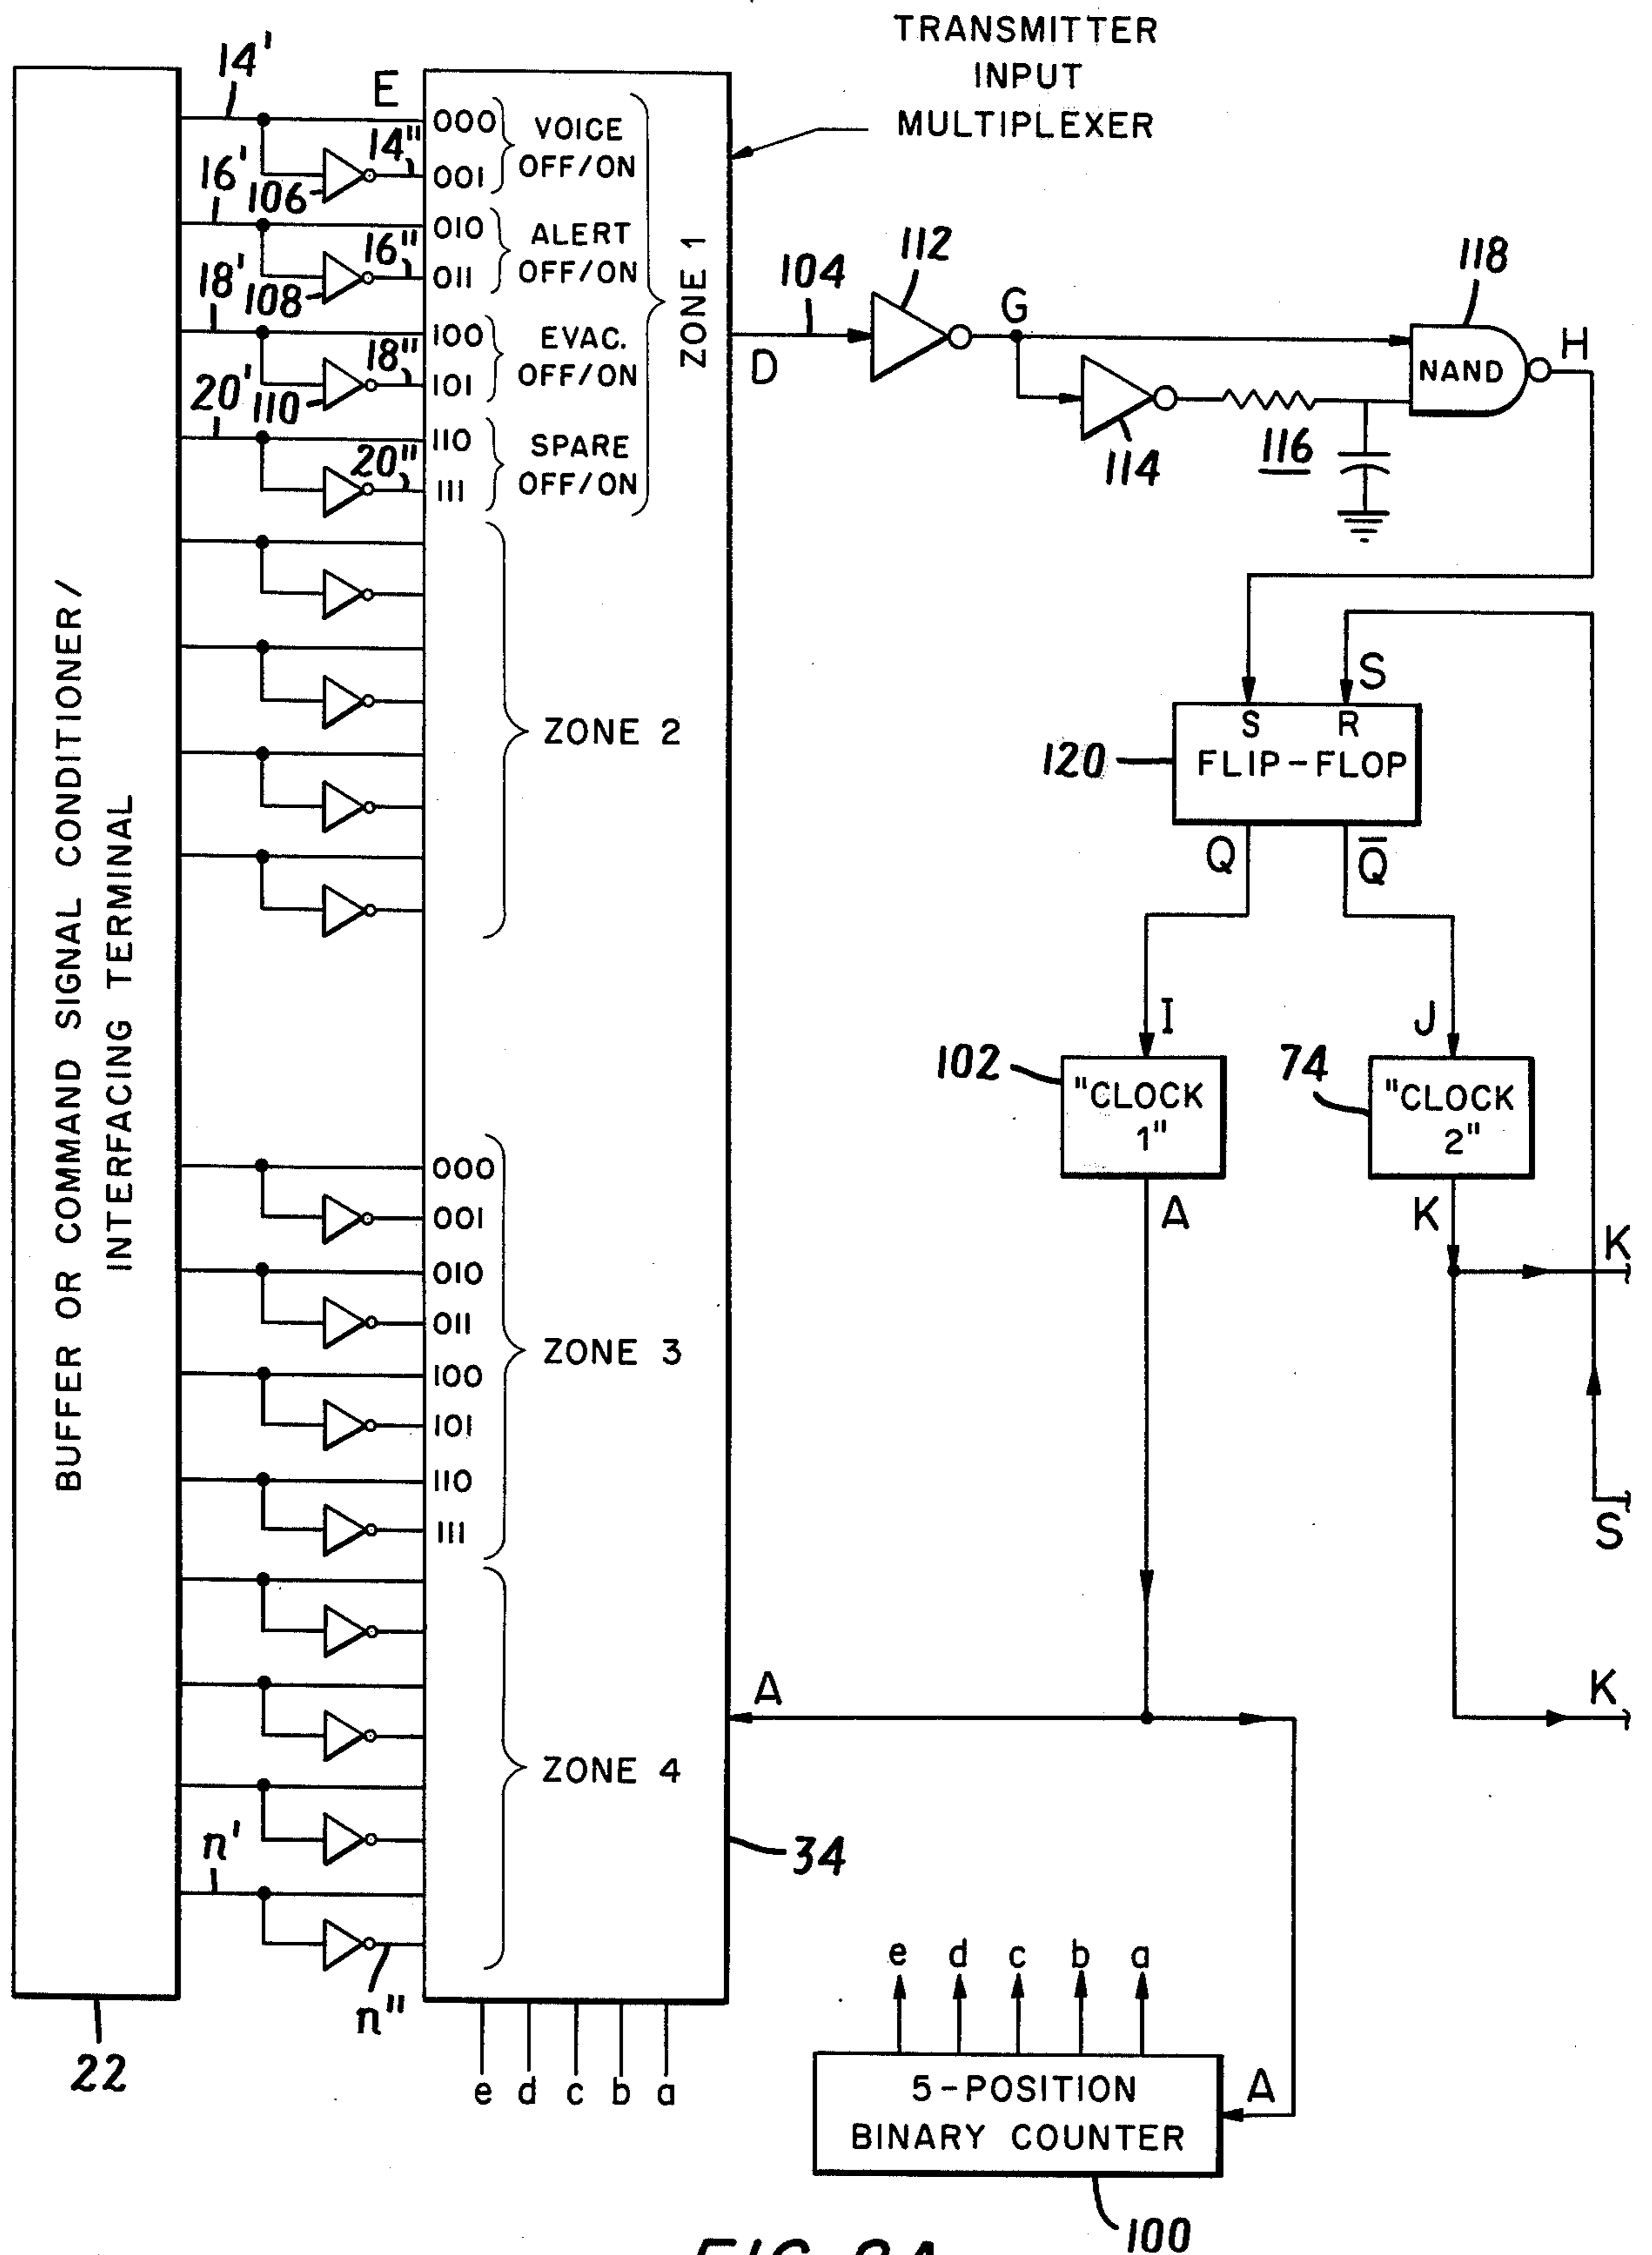 TRANSMITTER
INPUT
MULTIPLEXER
14'
E
000
VOICE
14"
OFF/ON
001
16'
106
010
ALERT
16"
OFF/ON
011
18'
108
100
EVAC.
18"
OFF/ON
101
20'
110
110
SPARE
20"
OFF/ON
111
ZONE 1
104
D
112
G
118
NAND
H
114
116
BUFFER OR COMMAND SIGNAL CONDITIONER/
INTERFACING TERMINAL
ZONE 2
S
S R
120
FLIP-FLOP
Q
Q̅
I
J
102
"CLOCK
1"
74
"CLOCK
2"
A
K
K
000
001
010
011
ZONE 3
100
101
110
111
S
A
K
ZONE 4
n'
34
n"
22
e d c b a
e d c b a
5-POSITION
BINARY COUNTER
A
100